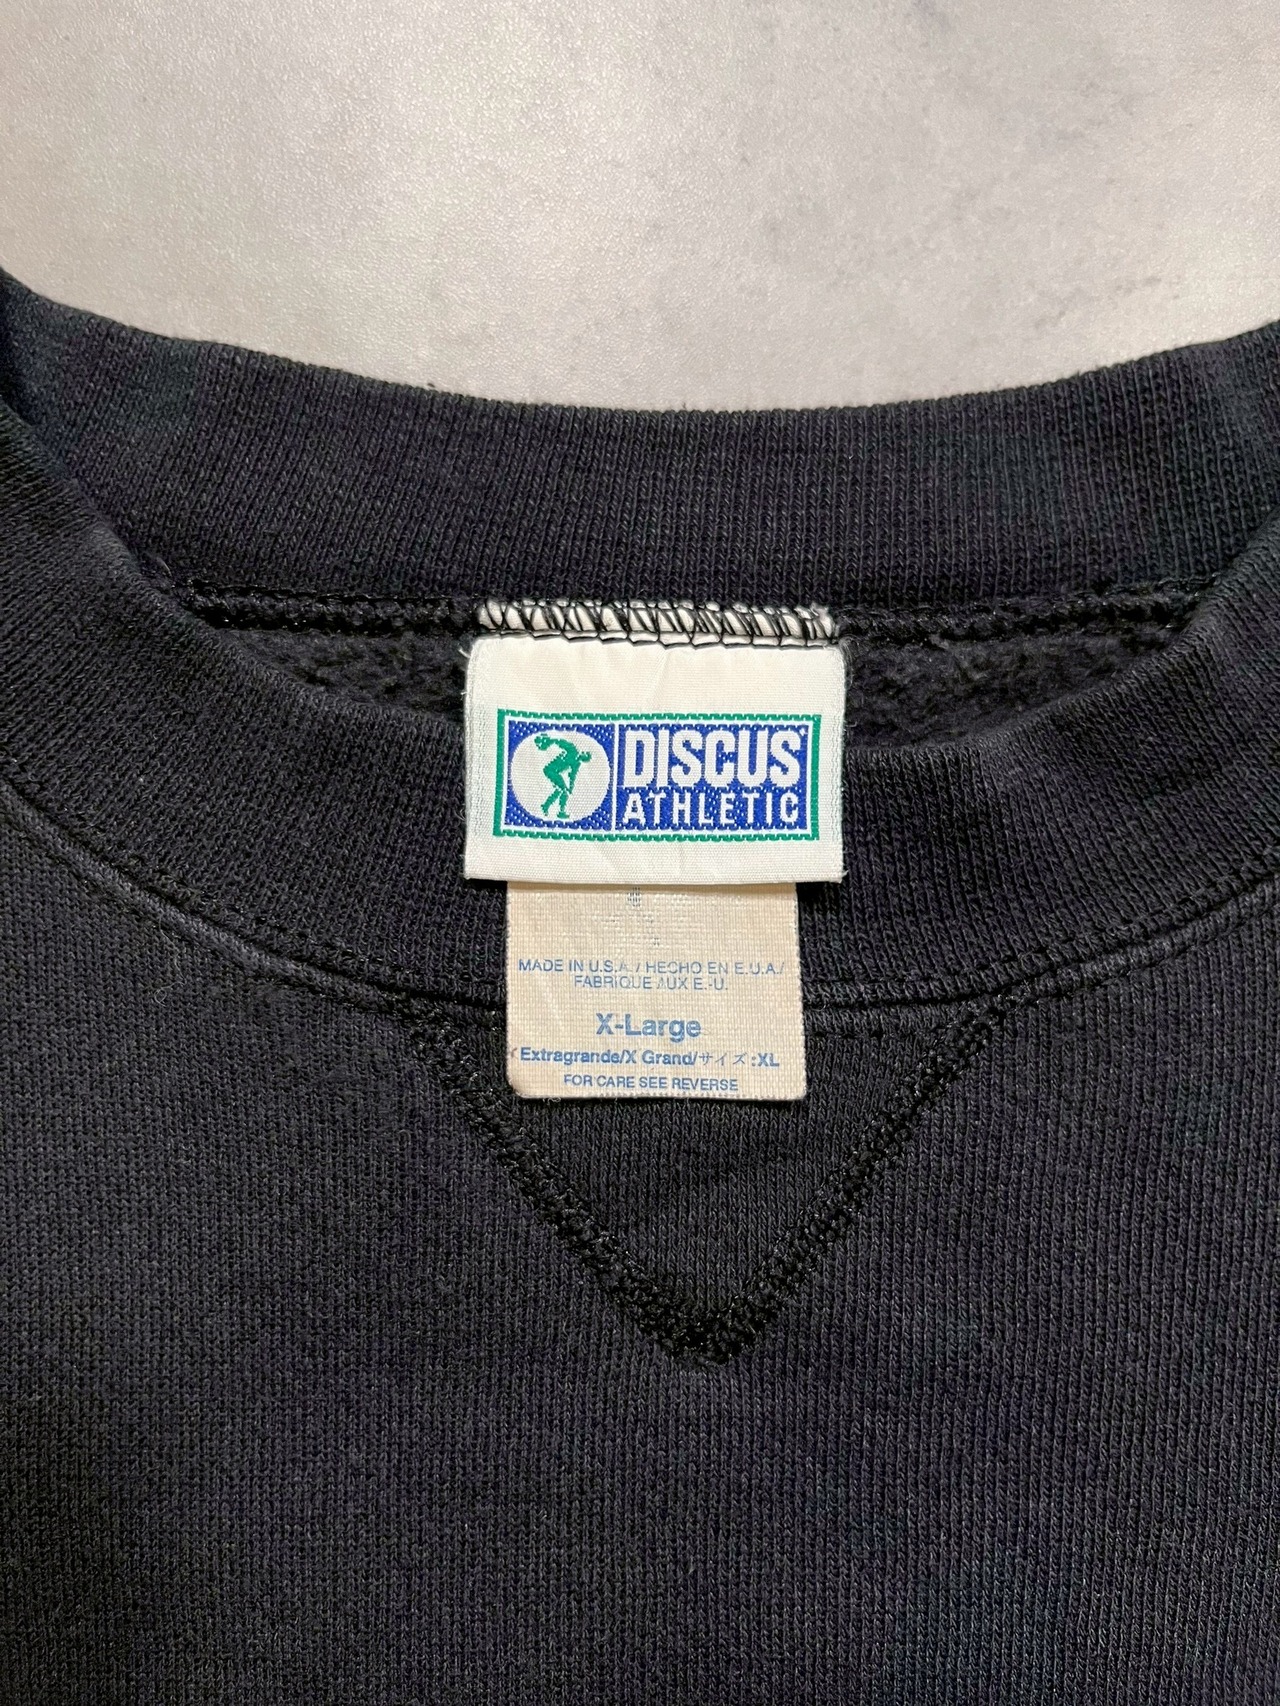 DISCUS
ATHLETIC
MADE IN U.S.A. / HECHO EN E.U.A./
FABRIQUE AUX E.-U.
X-Large
Extragrande/X Grand/サイズ:XL
FOR CARE SEE REVERSE